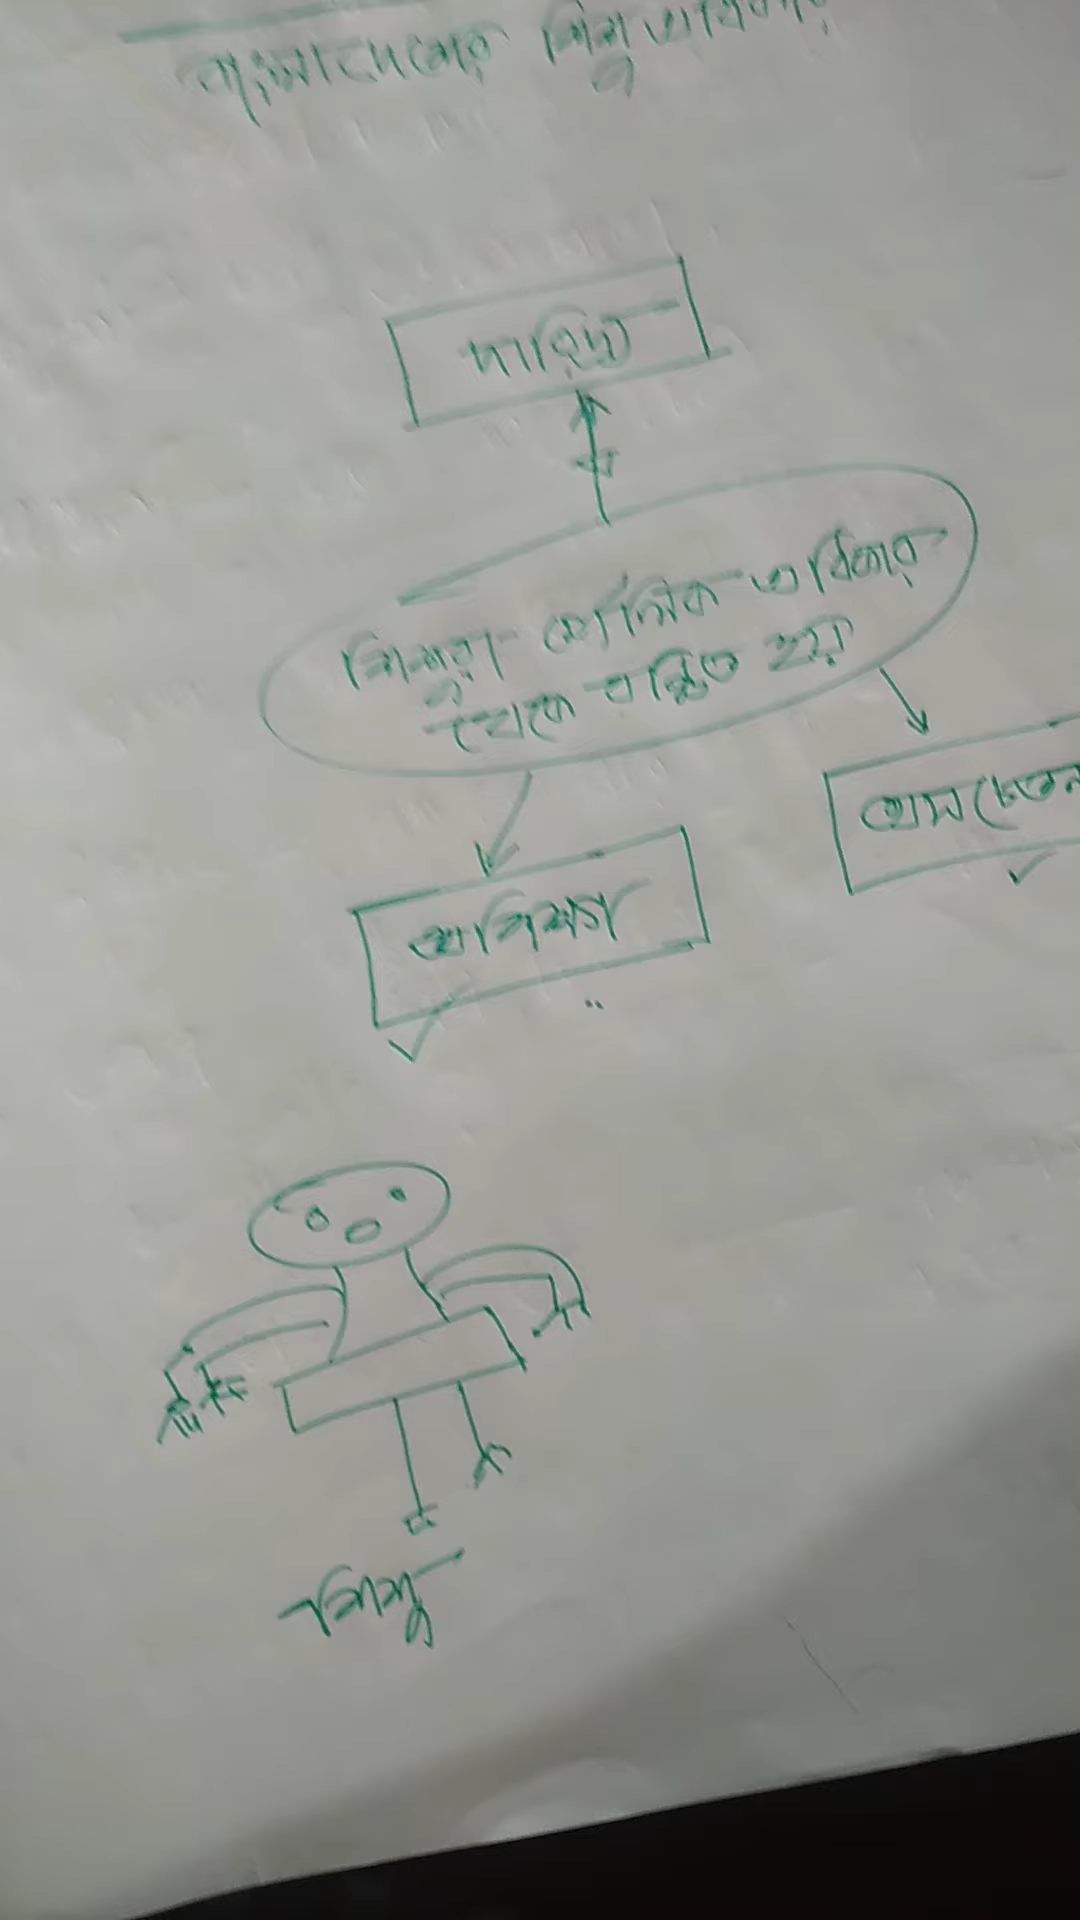 বাংলাদেশের শিশু অধিকার
দারিদ্র
শিশুরা মৌলিক অধিকার
থেকে বঞ্চিত হয়
অসচেতন
অশিক্ষা
শিশু